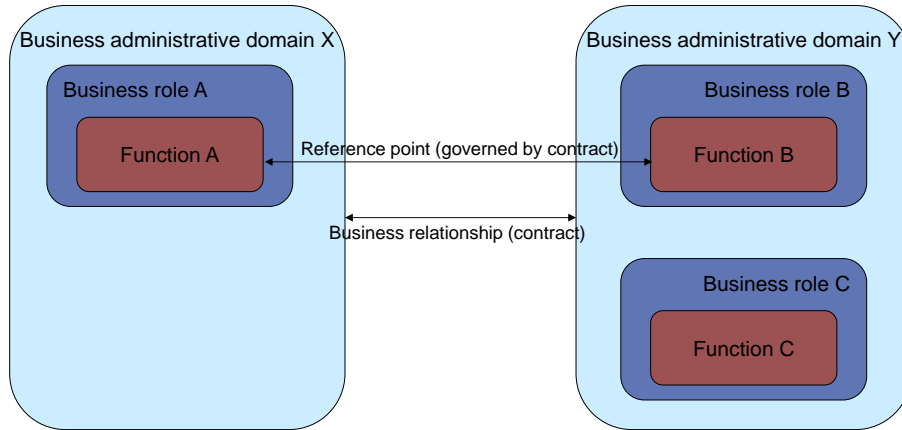 Business administrative domain X
Business administrative domain Y
Business role A
Business role B
Function A
Reference point (governed by contract)
Function B
Business relationship (contract)
Business role C
Function C